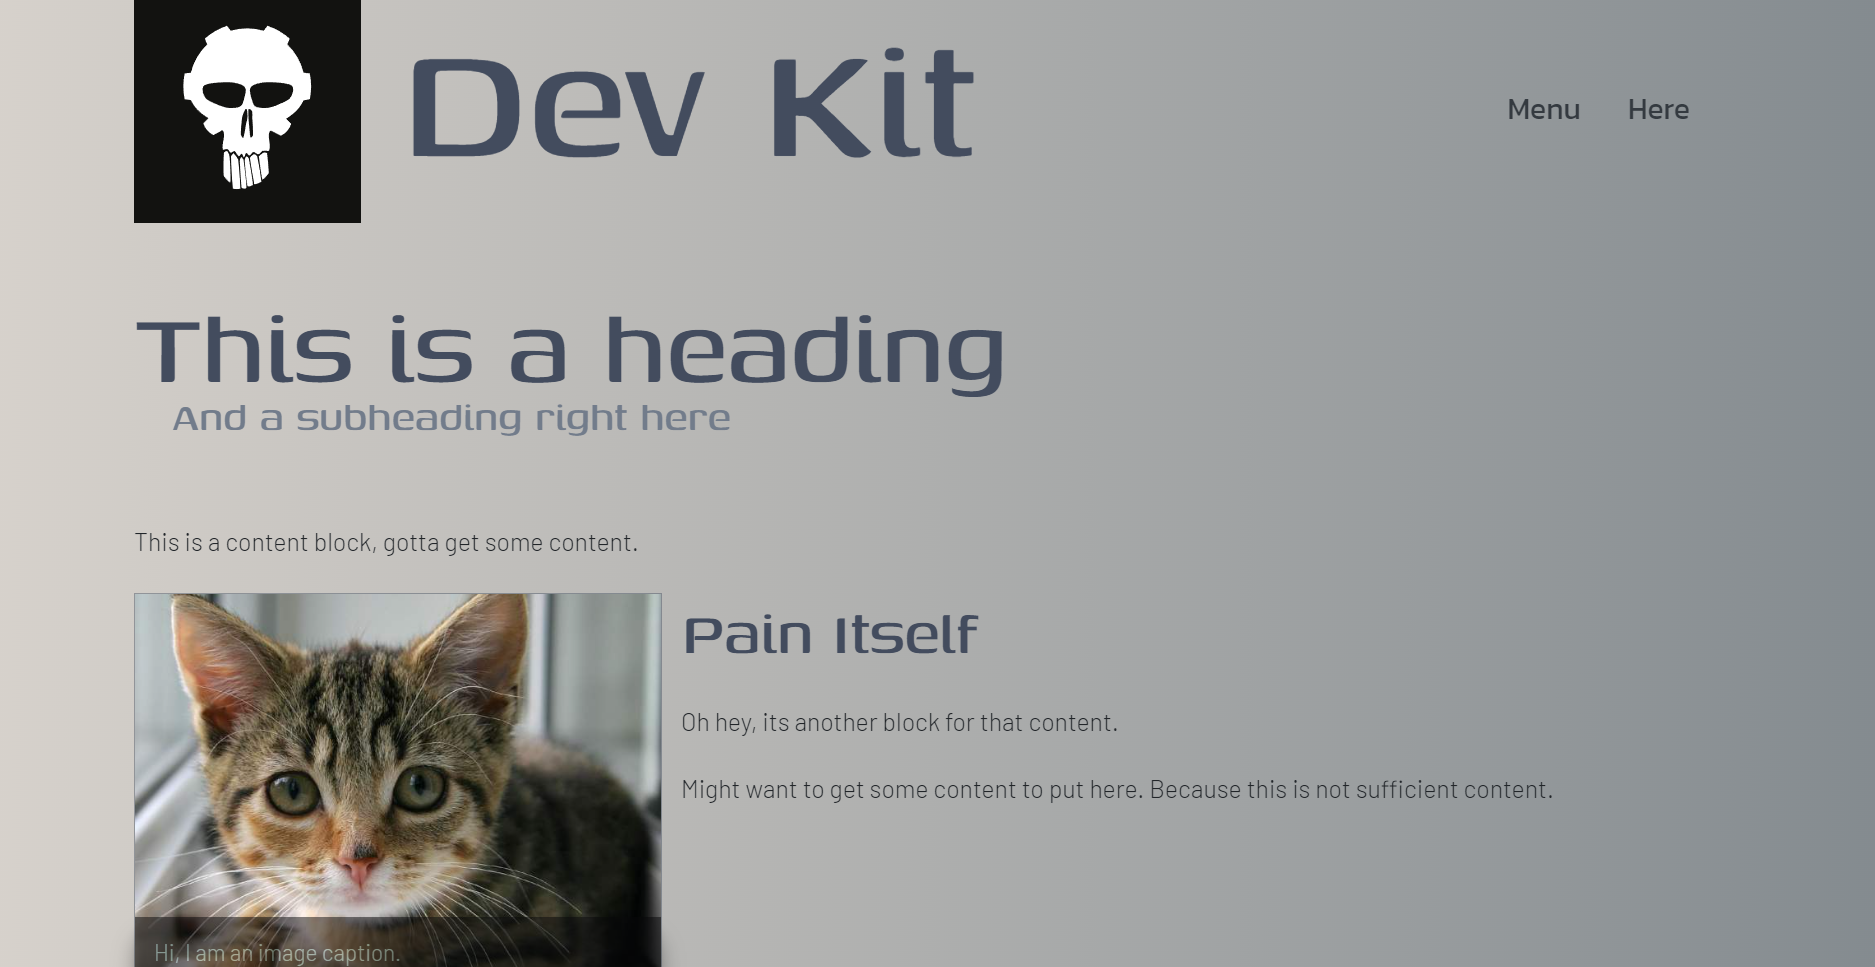 Dev Kit
Menu
Here
This is a heading
And a subheading right here
This is a content block, gotta get some content.
Pain Itself
Oh hey, its another block for that content.
Might want to get some content to put here. Because this is not sufficient content.
Hi, I am an image caption.